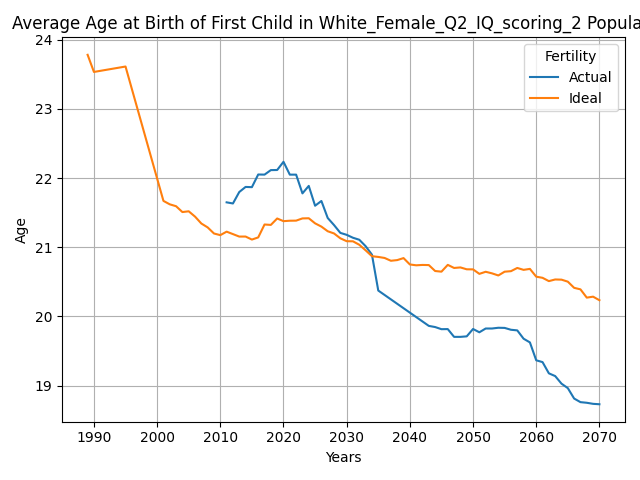 Average Age at Birth of First Child in White_Female_Q2_IQ_scoring_2 Popula
24
23
22
21
20
19
Age
Fertility
Actual
Ideal
1990 2000 2010 2020 2030 2040 2050 2060 2070
Years